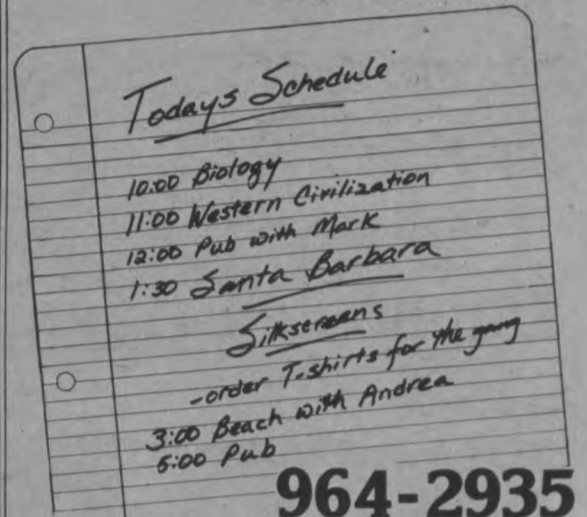 Todays Schedule
10:00 Biology
11:00 Western Civilization
12:00 Pub with Mark
1:30 Santa Barbara
Silkscreens
-order T-shirts for the gang
3:00 Beach with Andrea
5:00 Pub
964-2935